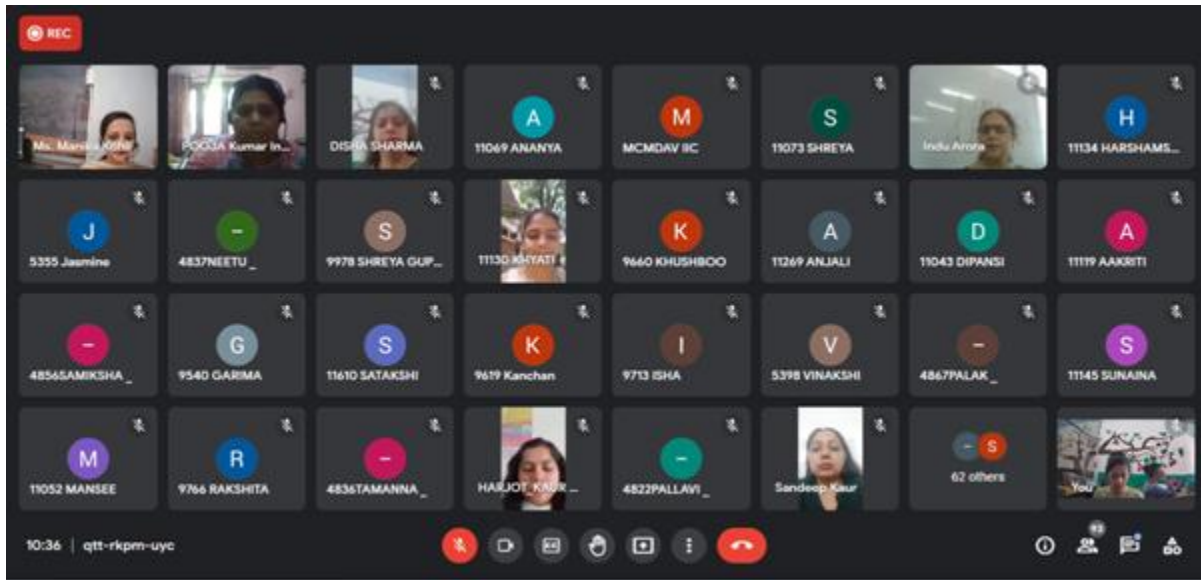 REC
Ms. Manika
POOJA Kumar In...
DISHA SHARMA
A
11069 ANANYA
M
MCMDAV IIC
S
11073 SHREYA
Indu Arora
H
11134 HARSHAMS...
J
5355 Jasmine
–
4837NEETU _
S
9978 SHREYA GUP...
11130 KHYATI
K
9660 KHUSHBOO
A
11269 ANJALI
D
11043 DIPANSI
A
11119 AAKRITI
–
4856SAMIKSHA _
G
9540 GARIMA
S
11610 SATAKSHI
K
9619 Kanchan
I
9713 ISHA
V
5398 VINAKSHI
–
4867PALAK _
S
11145 SUNAINA
M
11052 MANSEE
R
9766 RAKSHITA
–
4836TAMANNA _
HARJOT KAUR ...
–
4822PALLAVI _
Sandeep Kaur
– S
62 others
You
10:36 | qtt-rkpm-uyc
93